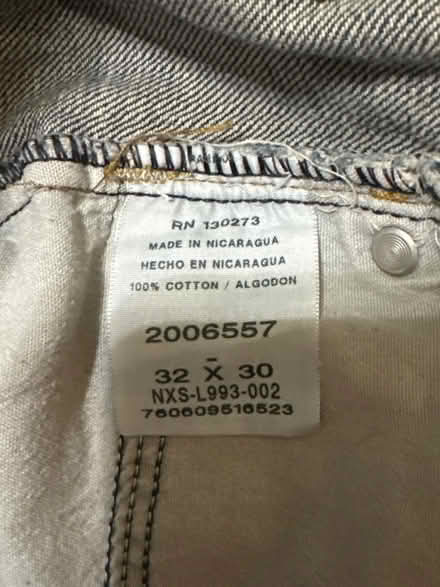 RN 130273
MADE IN NICARAGUA
HECHO EN NICARAGUA
100% COTTON / ALGODON
2006557
-
32 X 30
NXS-L993-002
760609516523